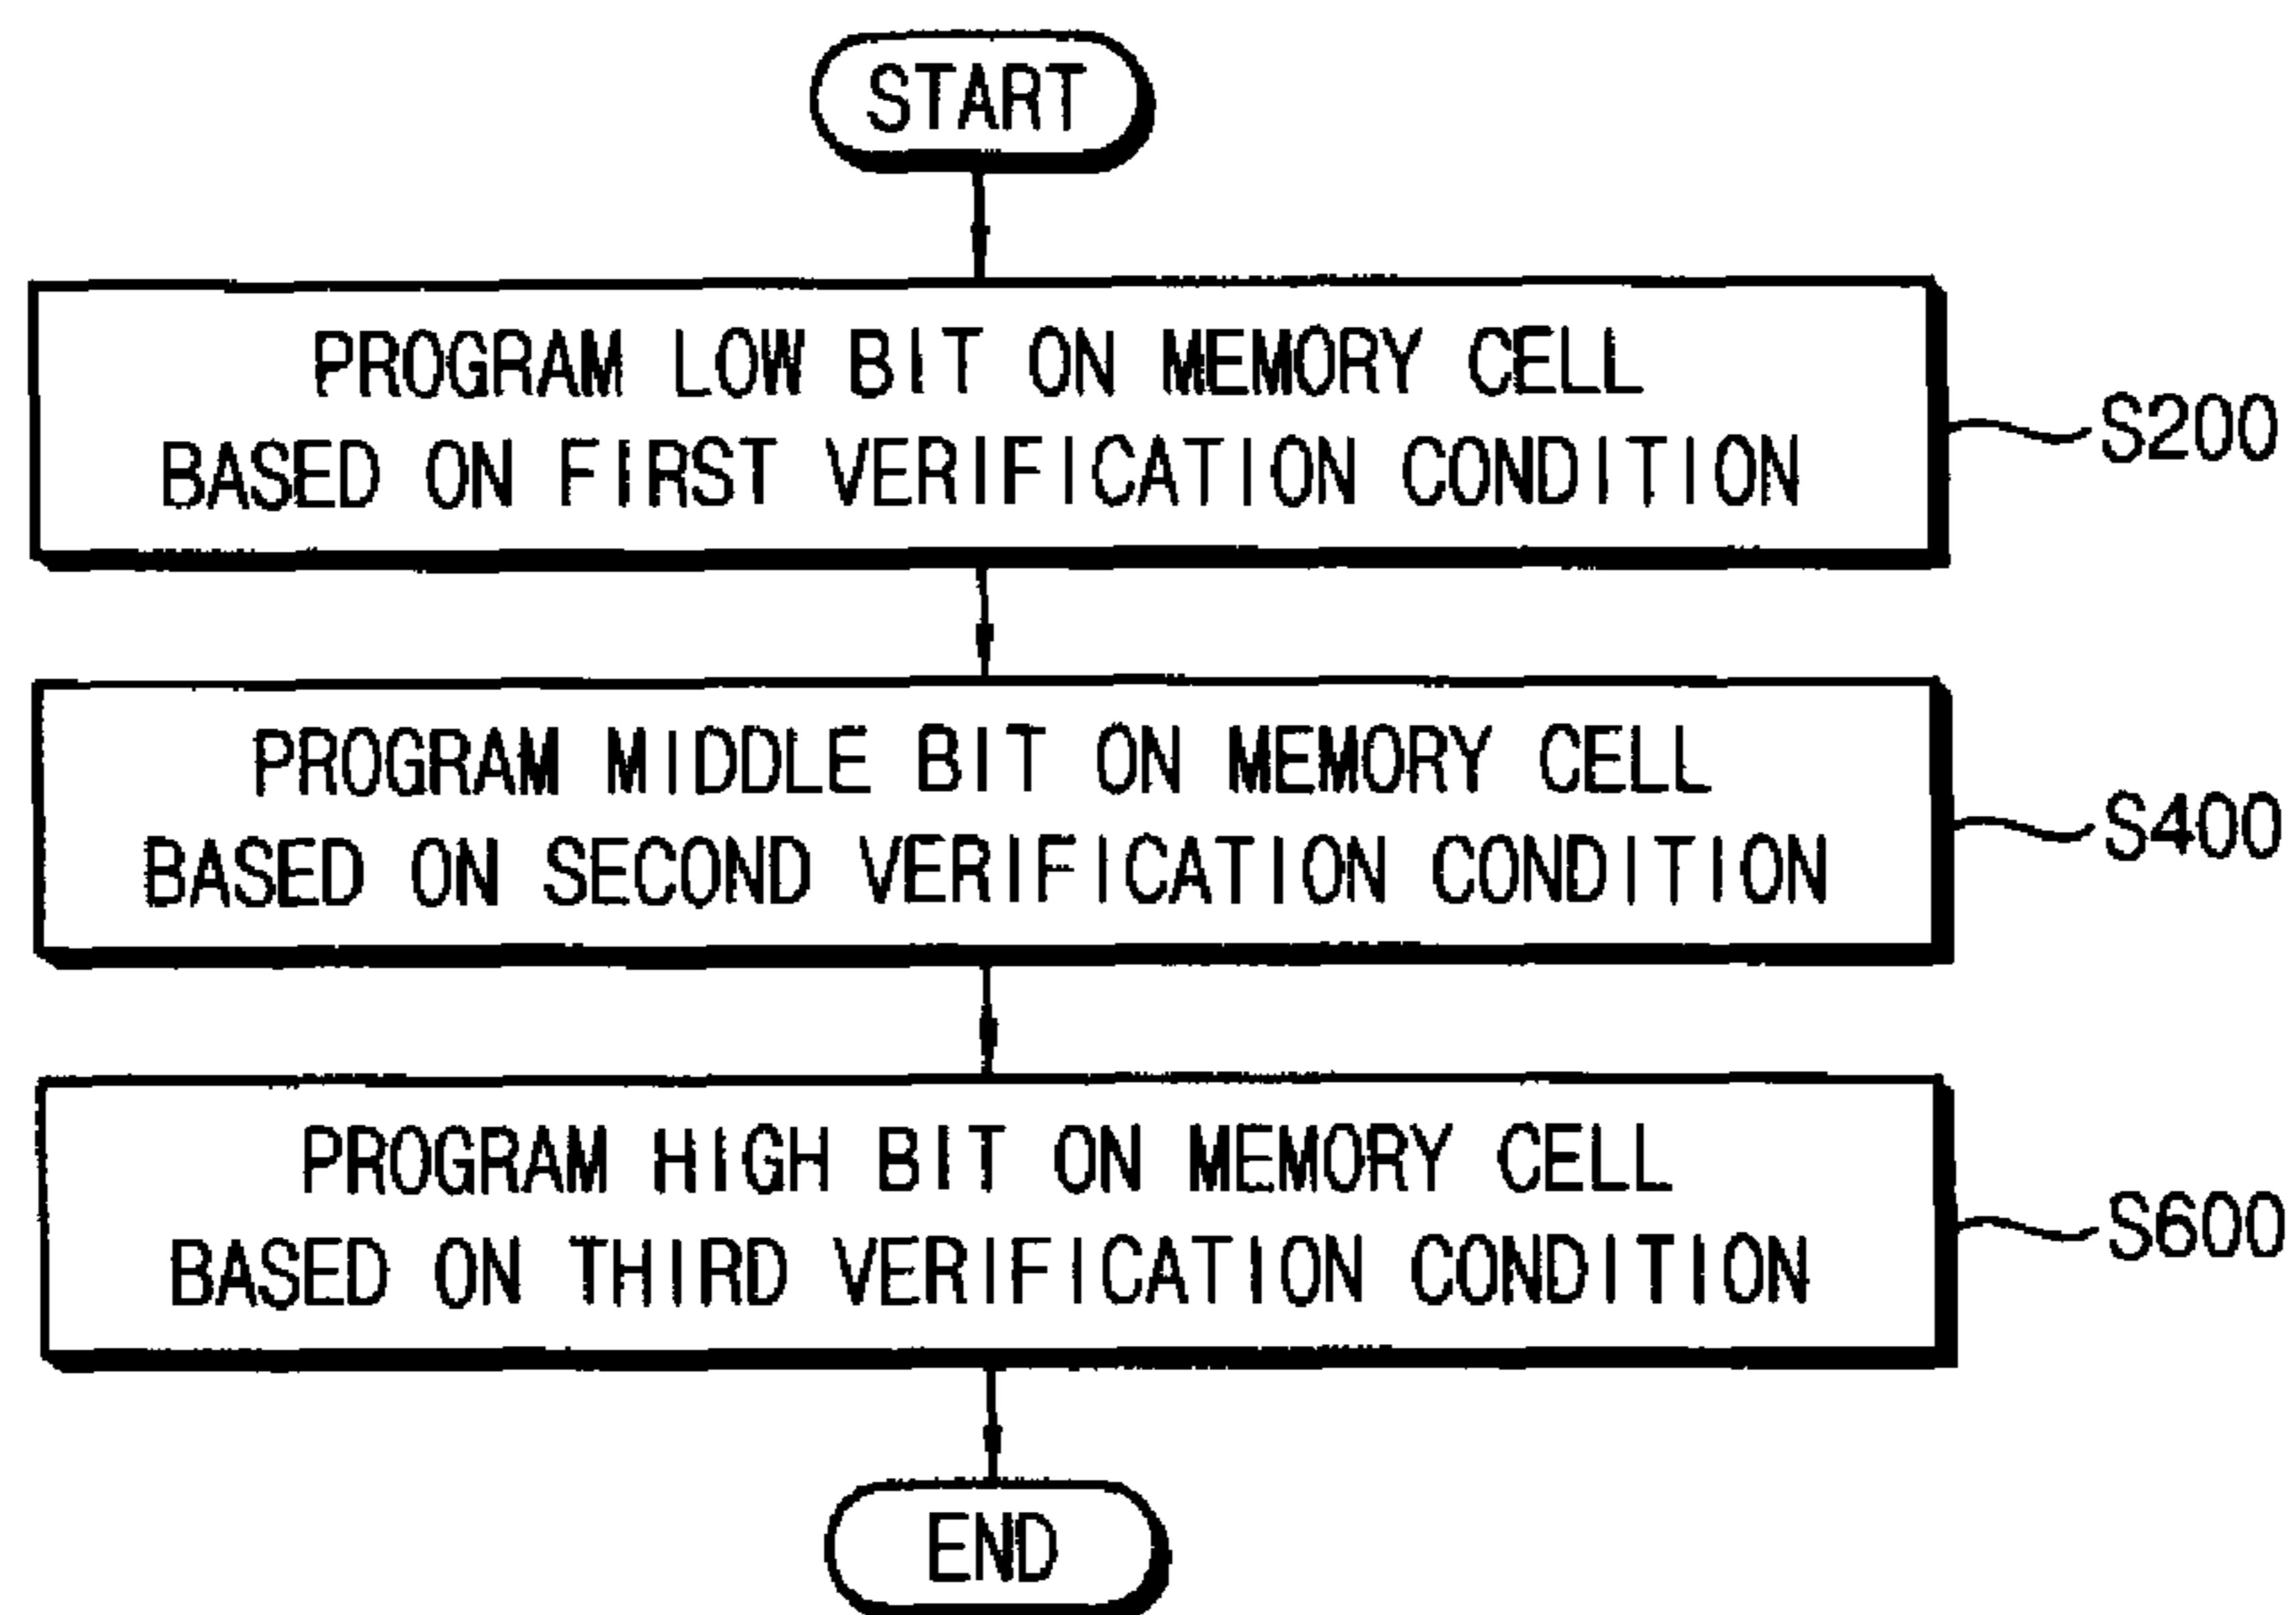 START
PROGRAM LOW BIT ON MEMORY CELL
BASED ON FIRST VERIFICATION CONDITION
S200
PROGRAM MIDDLE BIT ON MEMORY CELL
BASED ON SECOND VERIFICATION CONDITION
S400
PROGRAM HIGH BIT ON MEMORY CELL
BASED ON THIRD VERIFICATION CONDITION
S600
END